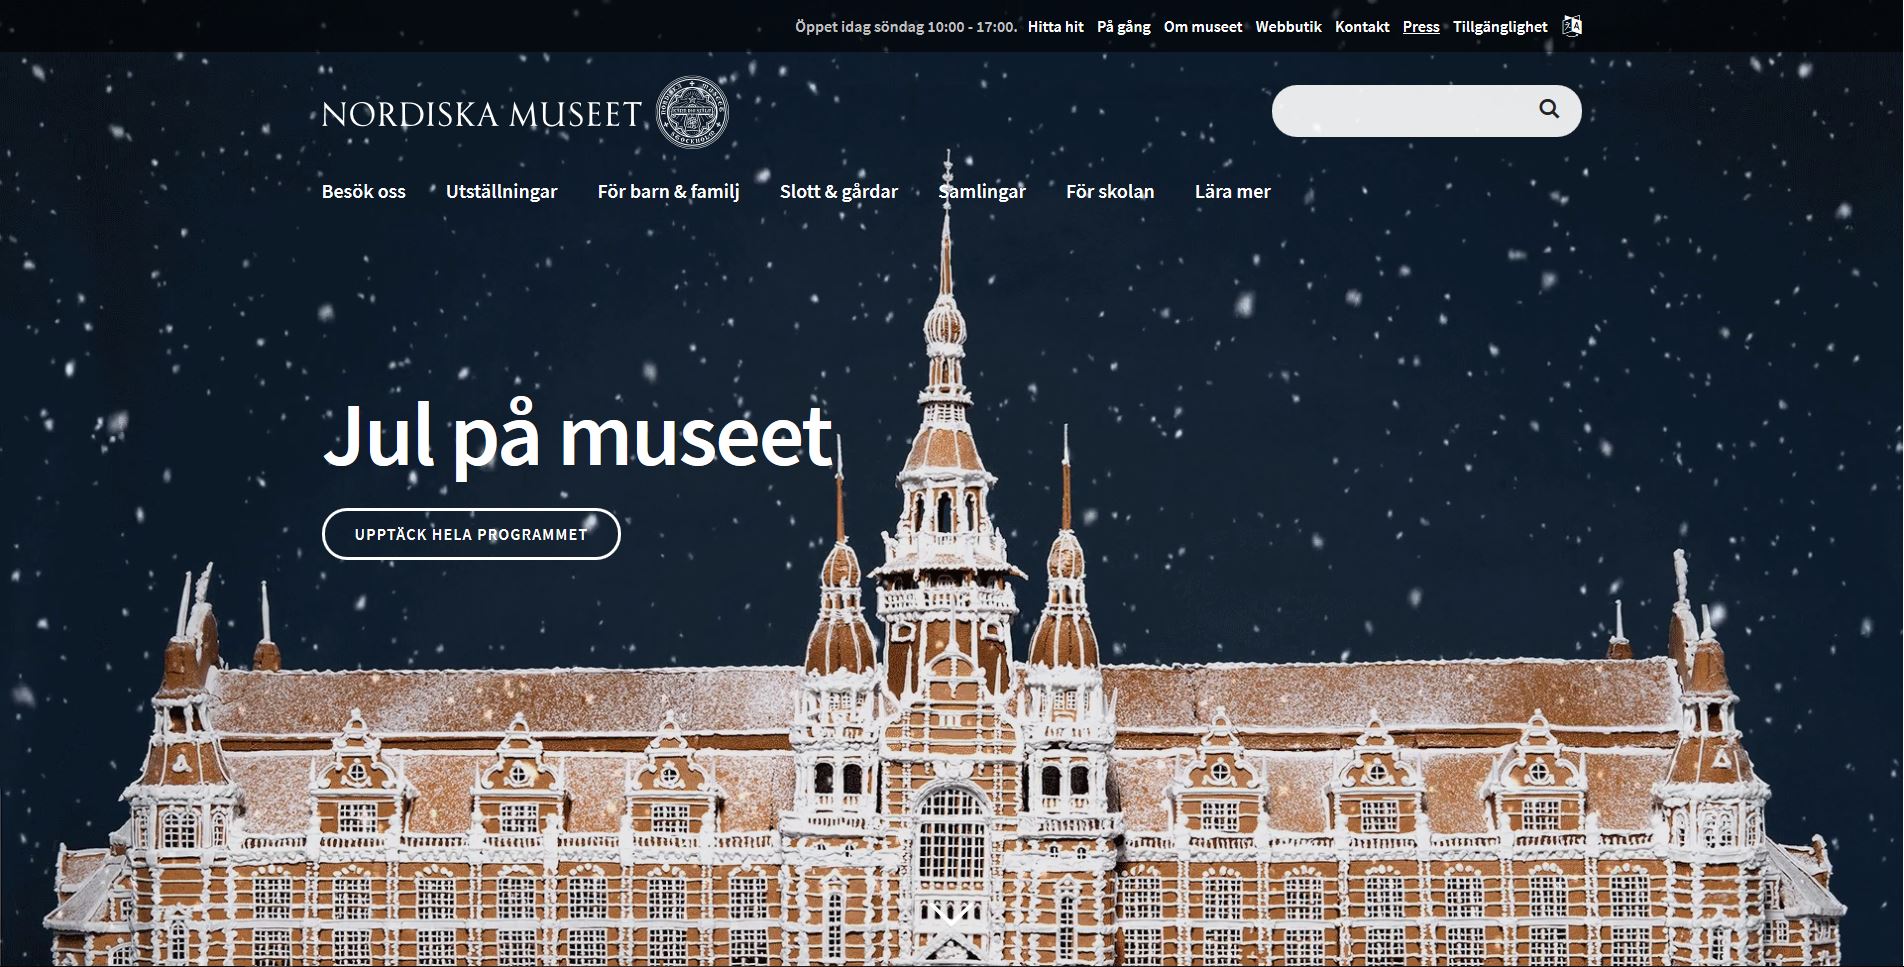 Öppet idag söndag 10:00 - 17:00. Hitta hit På gång Om museet Webbutik Kontakt Press Tillgänglighet
NORDISKA MUSEET
Besök oss Utställningar För barn & familj Slott & gårdar Samlingar För skolan Lära mer
Jul på museet
UPPTÄCK HELA PROGRAMMET